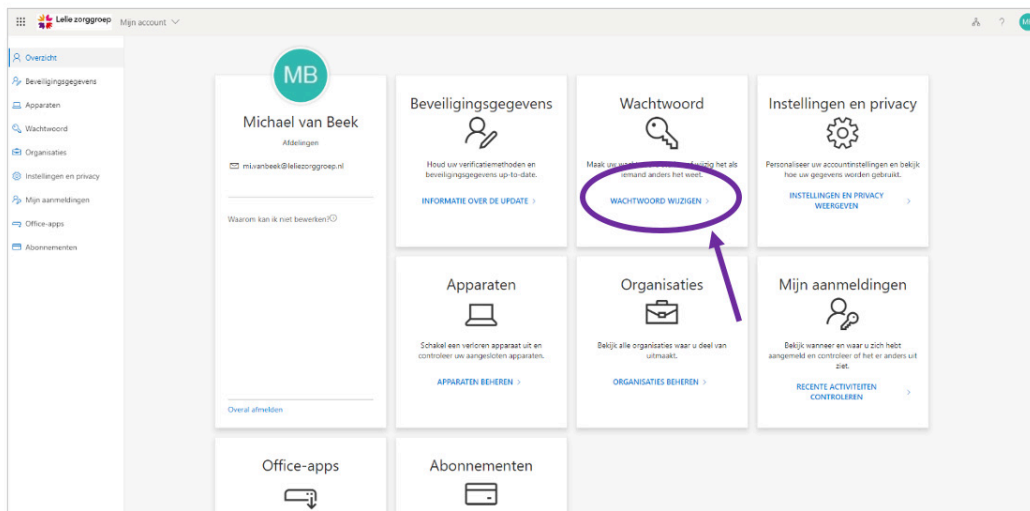 Lelie zorggroep Mijn account
?
Overzicht
Beveiligingsgegevens
Apparaten
Wachtwoord
Organisaties
Instellingen en privacy
Mijn aanmeldingen
Office-apps
Abonnementen
MB
Michael van Beek
Afdelingen
mi.vanbeek@leliezorggroep.nl
Waarom kan ik niet bewerken?
Overal afmelden
Beveiligingsgegevens
Houd uw verificatiemethoden en
beveiligingsgegevens up-to-date.
INFORMATIE OVER DE UPDATE >
Wachtwoord
Maak uw wachtwoord wijzig het als
iemand anders het weet.
WACHTWOORD WIJZIGEN >
Instellingen en privacy
Personaliseer uw accountinstellingen en bekijk
hoe uw gegevens worden gebruikt.
INSTELLINGEN EN PRIVACY
WEERGEVEN >
Apparaten
Schakel een verloren apparaat uit en
controleer uw aangesloten apparaten.
APPARATEN BEHEREN >
Organisaties
Bekijk alle organisaties waar u deel van
uitmaakt.
ORGANISATIES BEHEREN >
Mijn aanmeldingen
Bekijk wanneer en waar u zich hebt
aangemeld en controleer of het er anders uit
ziet.
RECENTE ACTIVITEITEN
CONTROLEREN >
Office-apps
Abonnementen